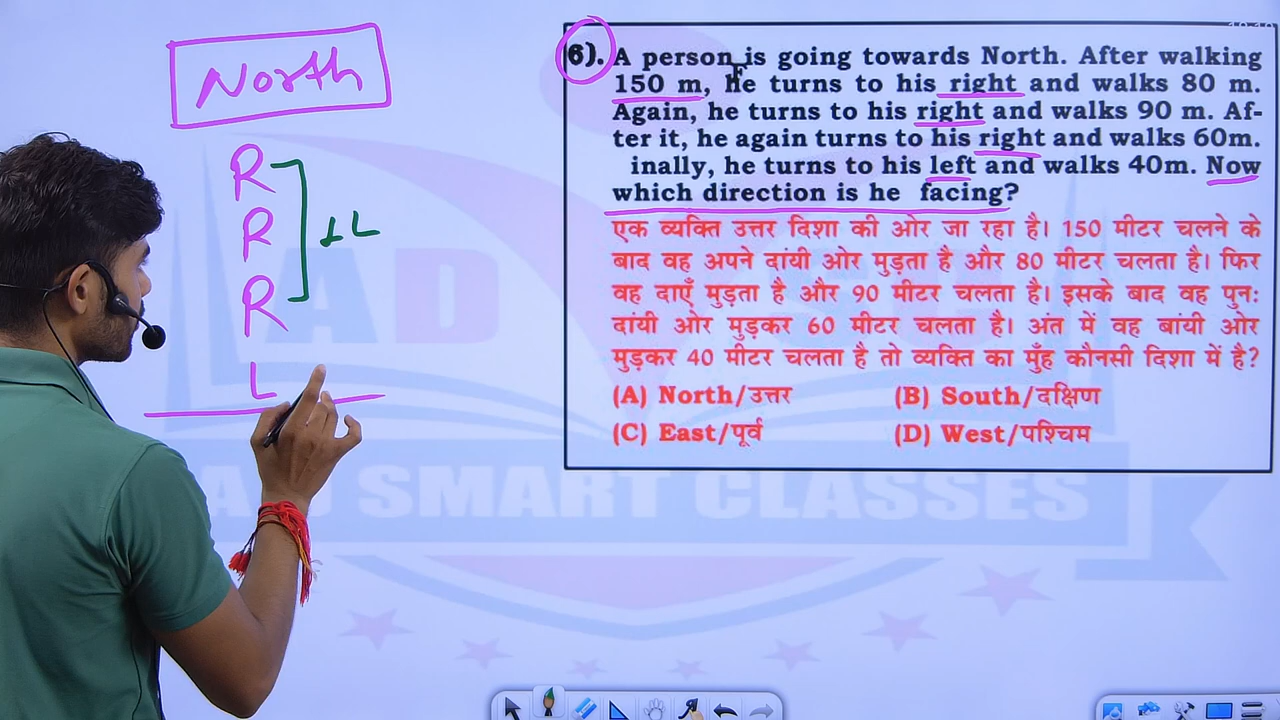 North
R
R
R
1L
L
6). A person is going towards North. After walking
150 m, he turns to his right and walks 80 m.
Again, he turns to his right and walks 90 m. Af-
ter it, he again turns to his right and walks 60m.
inally, he turns to his left and walks 40m. Now
which direction is he facing?
एक व्यक्ति उत्तर दिशा की ओर जा रहा है। 150 मीटर चलने के
बाद वह अपने दांयी ओर मुड़ता है और 80 मीटर चलता है। फिर
वह दाएँ मुड़ता है और 90 मीटर चलता है। इसके बाद वह पुन:
दांयी ओर मुड़कर 60 मीटर चलता है। अंत में वह बांयी ओर
मुड़कर 40 मीटर चलता है तो व्यक्ति का मुँह कौनसी दिशा में है?
(A) North/उत्तर (B) South/दक्षिण
(C) East/पूर्व (D) West/पश्चिम
AD SMART CLASSES